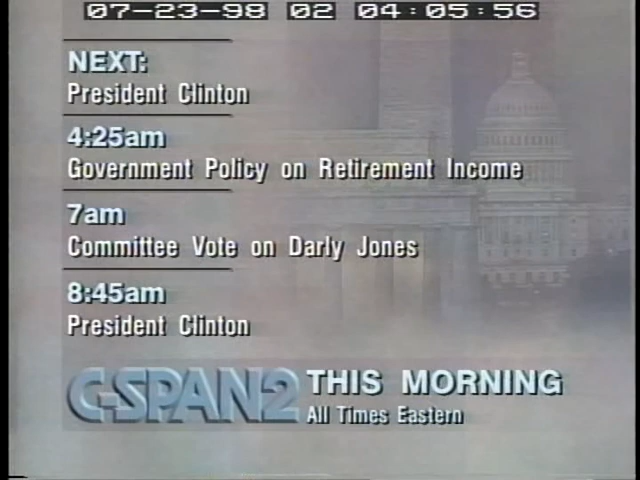 07-23-98 02 04:05:56
NEXT:
President Clinton
4:25am
Government Policy on Retirement Income
7am
Committee Vote on Darly Jones
8:45am
President Clinton
C-SPAN2 THIS MORNING
All Times Eastern